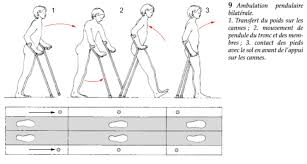 1
2
3
9 Ambulation pendulaire
bilatérale.
1. Transfert du poids sur les
cannes ; 2. mouvement de
pendule du tronc et des mem-
bres ; 3. contact des pieds
avec le sol en avant de l'appui
sur les cannes.